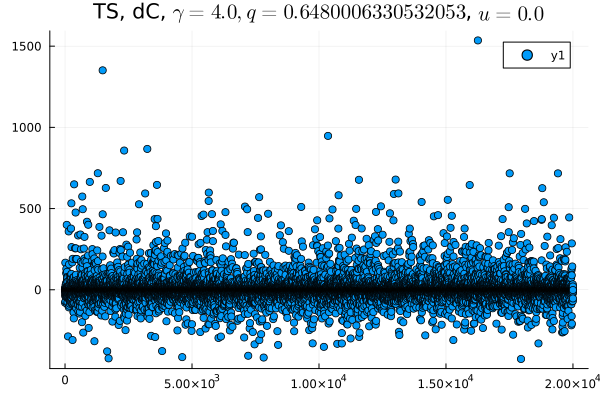 TS, dC, γ = 4.0, q = 0.6480006330532053, u = 0.0
1500
y1
1000
500
0
0 5.00×10³ 1.00×10⁴ 1.50×10⁴ 2.00×10⁴